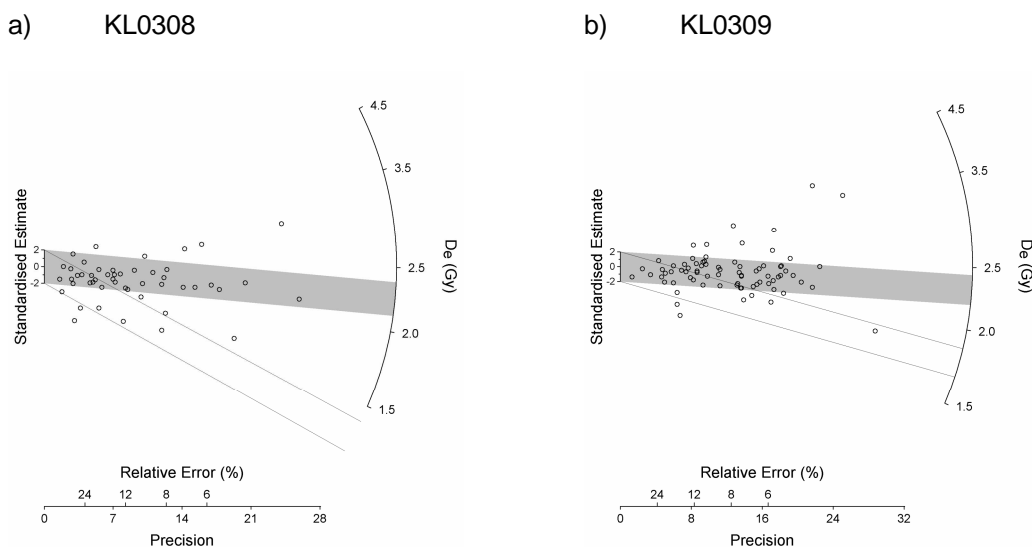 a) KL0308
4.5
3.5
2.5
2.0
1.5
De (Gy)
Standardised Estimate
2
0
-2
Relative Error (%)
24 12 8 6
0 7 14 21 28
Precision
b) KL0309
4.5
3.5
2.5
2.0
1.5
De (Gy)
Standardised Estimate
2
0
-2
Relative Error (%)
24 12 8 6
0 8 16 24 32
Precision